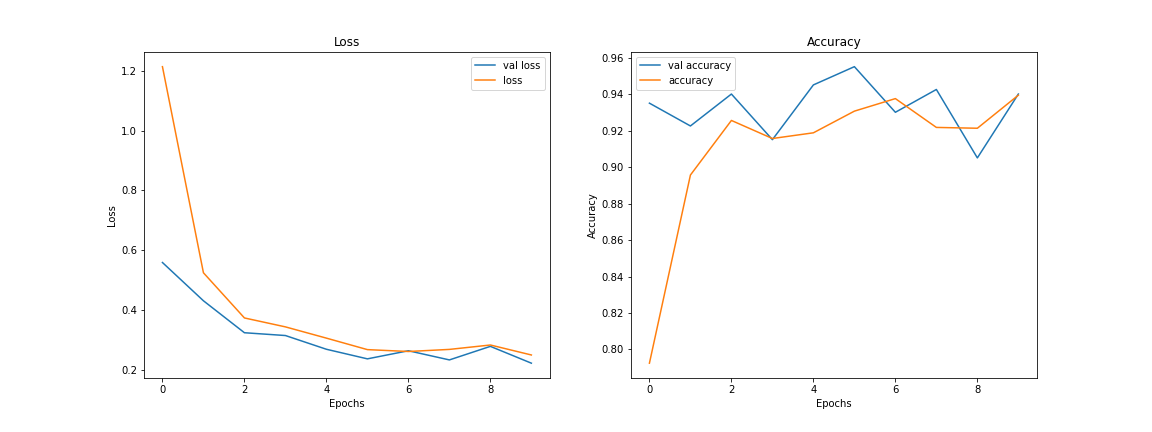 Loss
1.2
1.0
0.8
0.6
0.4
0.2
Loss
0 2 4 6 8
Epochs
val loss
loss
Accuracy
0.96
0.94
0.92
0.90
0.88
0.86
0.84
0.82
0.80
Accuracy
0 2 4 6 8
Epochs
val accuracy
accuracy